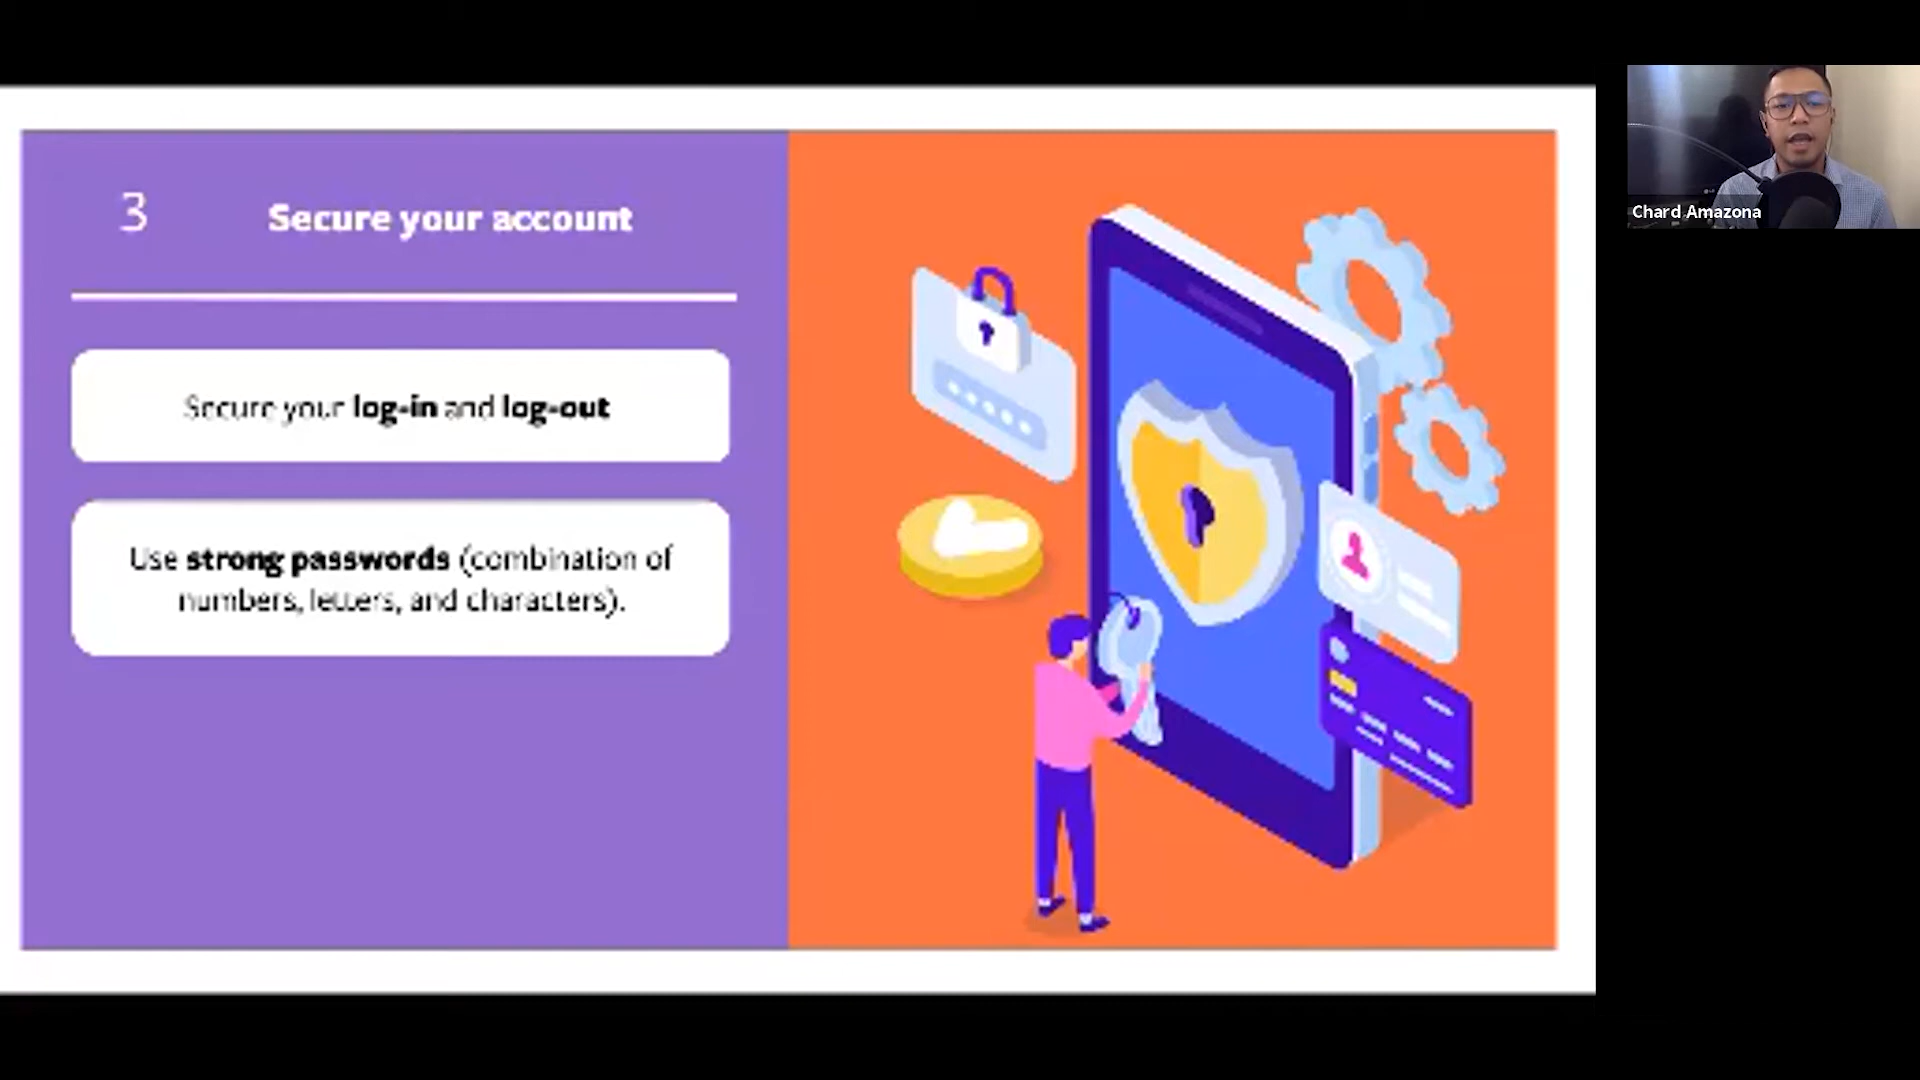 3
Secure your account
Secure your log-in and log-out
Use strong passwords (combination of
numbers, letters, and characters).
Chard Amazona